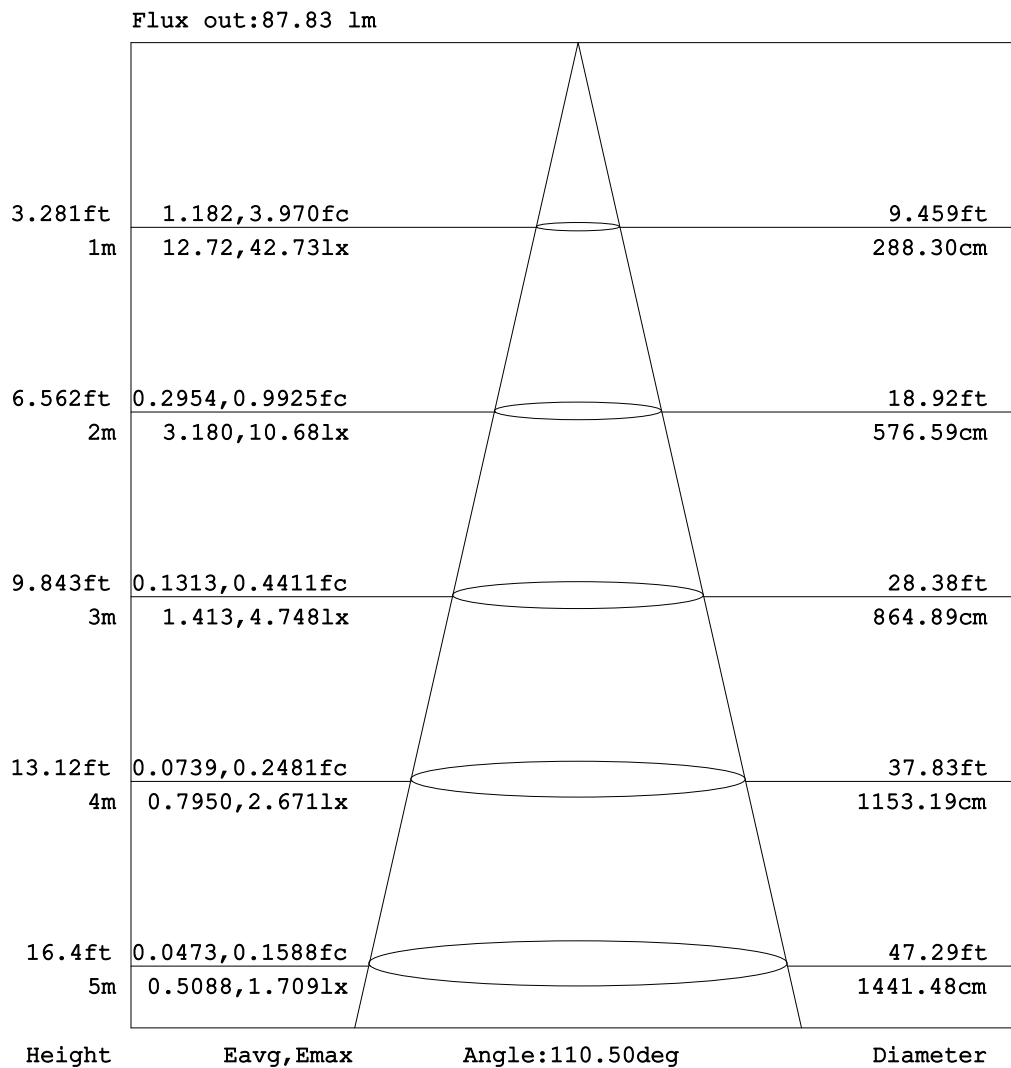 Flux out:87.83 lm
3.281ft 1.182,3.970fc 9.459ft
1m 12.72,42.73lx 288.30cm
6.562ft 0.2954,0.9925fc 18.92ft
2m 3.180,10.68lx 576.59cm
9.843ft 0.1313,0.4411fc 28.38ft
3m 1.413,4.748lx 864.89cm
13.12ft 0.0739,0.2481fc 37.83ft
4m 0.7950,2.671lx 1153.19cm
16.4ft 0.0473,0.1588fc 47.29ft
5m 0.5088,1.709lx 1441.48cm
Height Eavg,Emax Angle:110.50deg Diameter